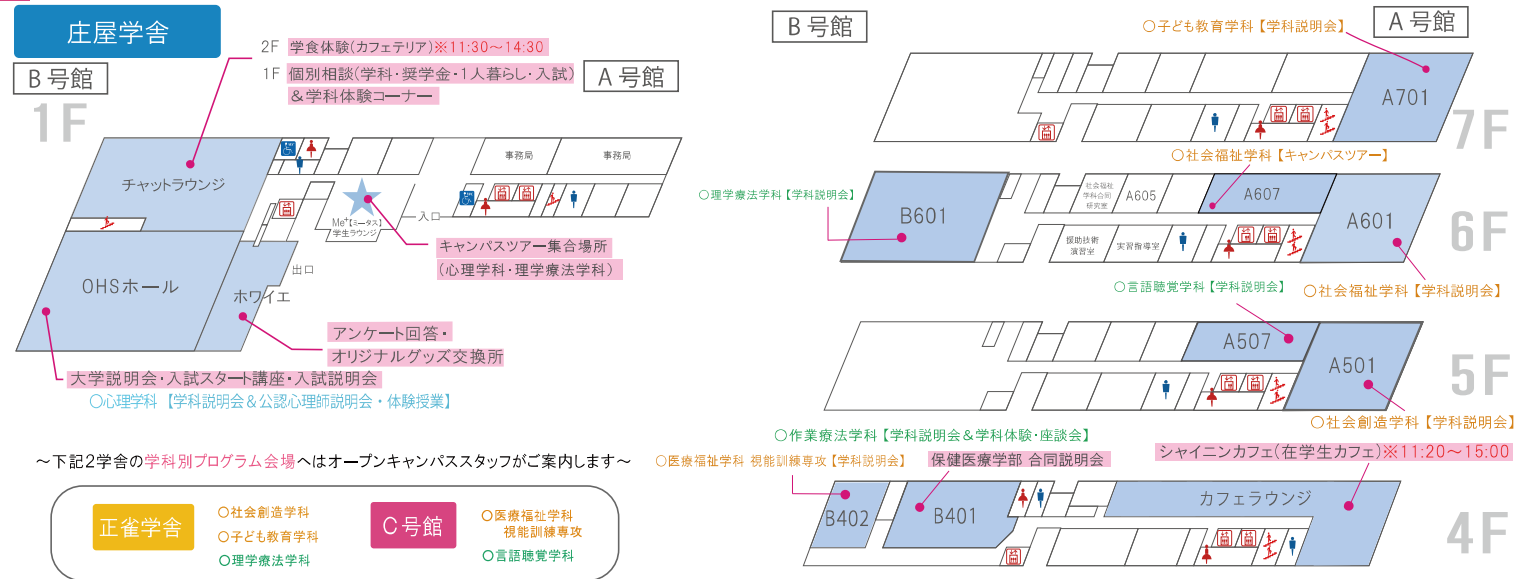 庄屋学舎
B号館
1F
2F 学食体験(カフェテリア)※11:30～14:30
1F 個別相談(学科・奨学金・1人暮らし・入試)
&学科体験コーナー
A号館
チャットラウンジ
事務局
事務局
Me⁺【ミータス】
学生ラウンジ
入口
キャンパスツアー集合場所
(心理学科・理学療法学科)
OHSホール
出口
ホワイエ
アンケート回答・
オリジナルグッズ交換所
大学説明会・入試スタート講座・入試説明会
○心理学科【学科説明会&公認心理師説明会・体験授業】
～下記2学舎の学科別プログラム会場へはオープンキャンパススタッフがご案内します～
正雀学舎
○社会創造学科
○子ども教育学科
○理学療法学科
C号館
○医療福祉学科
視能訓練専攻
○言語聴覚学科
B号館
A号館
○子ども教育学科【学科説明会】
A701
7F
○社会福祉学科【キャンパスツアー】
○理学療法学科【学科説明会】
B601
社会福祉
学科合同
研究室
A605
A607
A601
6F
援助技術
演習室
実習指導室
○言語聴覚学科【学科説明会】
○社会福祉学科【学科説明会】
A507
A501
5F
○社会創造学科【学科説明会】
○作業療法学科【学科説明会&学科体験・座談会】
○医療福祉学科 視能訓練専攻【学科説明会】
保健医療学部 合同説明会
シャイニンカフェ(在学生カフェ)※11:20～15:00
B402
B401
カフェラウンジ
4F